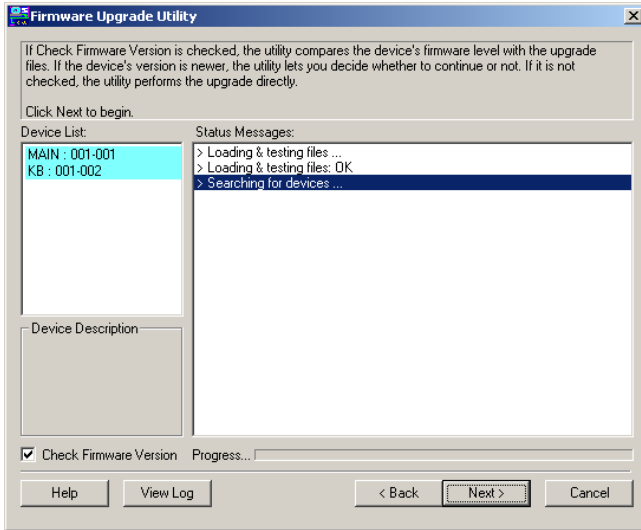 Firmware Upgrade Utility
If Check Firmware Version is checked, the utility compares the device's firmware level with the upgrade
files. If the device's version is newer, the utility lets you decide whether to continue or not. If it is not
checked, the utility performs the upgrade directly.
Click Next to begin.
Device List:
Status Messages:
MAIN : 001-001
KB : 001-002
> Loading & testing files ...
> Loading & testing files: OK
> Searching for devices ...
Device Description
Check Firmware Version
Progress...
Help
View Log
< Back
Next >
Cancel